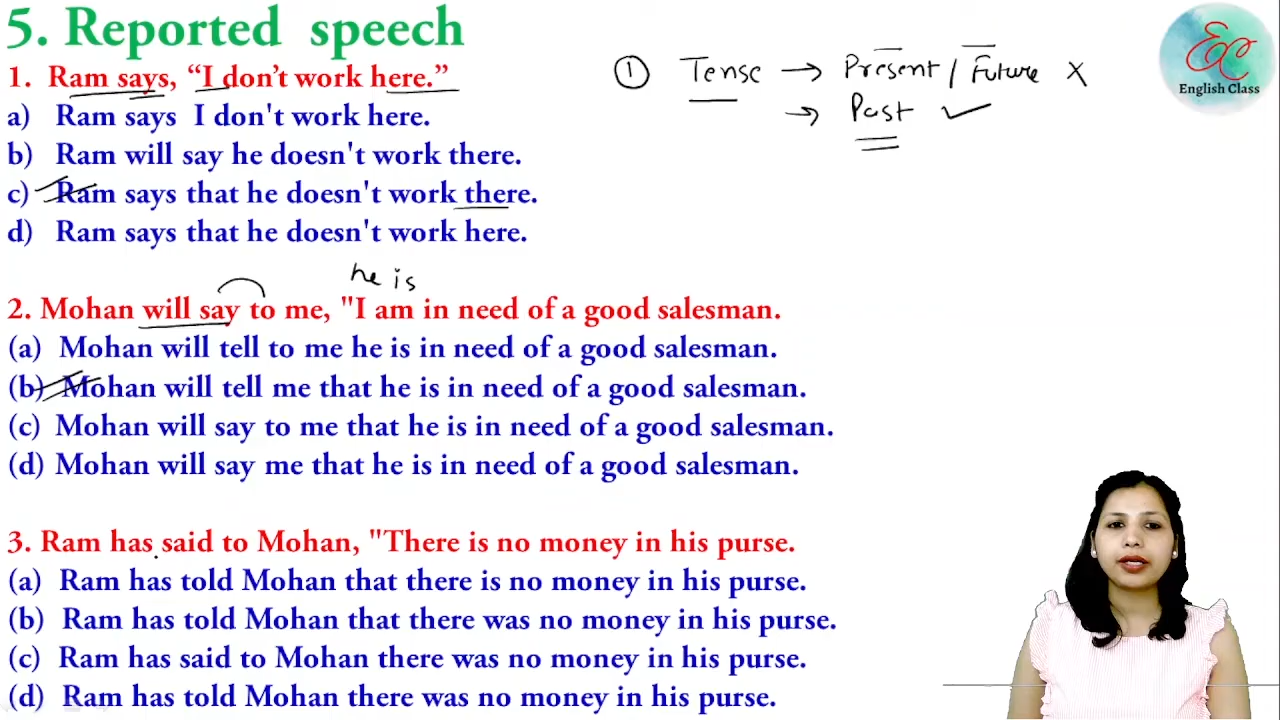 5. Reported speech
1. Ram says, “I don’t work here.”
a) Ram says I don't work here.
b) Ram will say he doesn't work there.
c) Ram says that he doesn't work there.
d) Ram says that he doesn't work here.
he is
2. Mohan will say to me, "I am in need of a good salesman.
(a) Mohan will tell to me he is in need of a good salesman.
(b) Mohan will tell me that he is in need of a good salesman.
(c) Mohan will say to me that he is in need of a good salesman.
(d) Mohan will say me that he is in need of a good salesman.
3. Ram has said to Mohan, "There is no money in his purse.
(a) Ram has told Mohan that there is no money in his purse.
(b) Ram has told Mohan that there was no money in his purse.
(c) Ram has said to Mohan there was no money in his purse.
(d) Ram has told Mohan there was no money in his purse.
① Tense → Present / Future X
→ Past ✓
EC
English Class